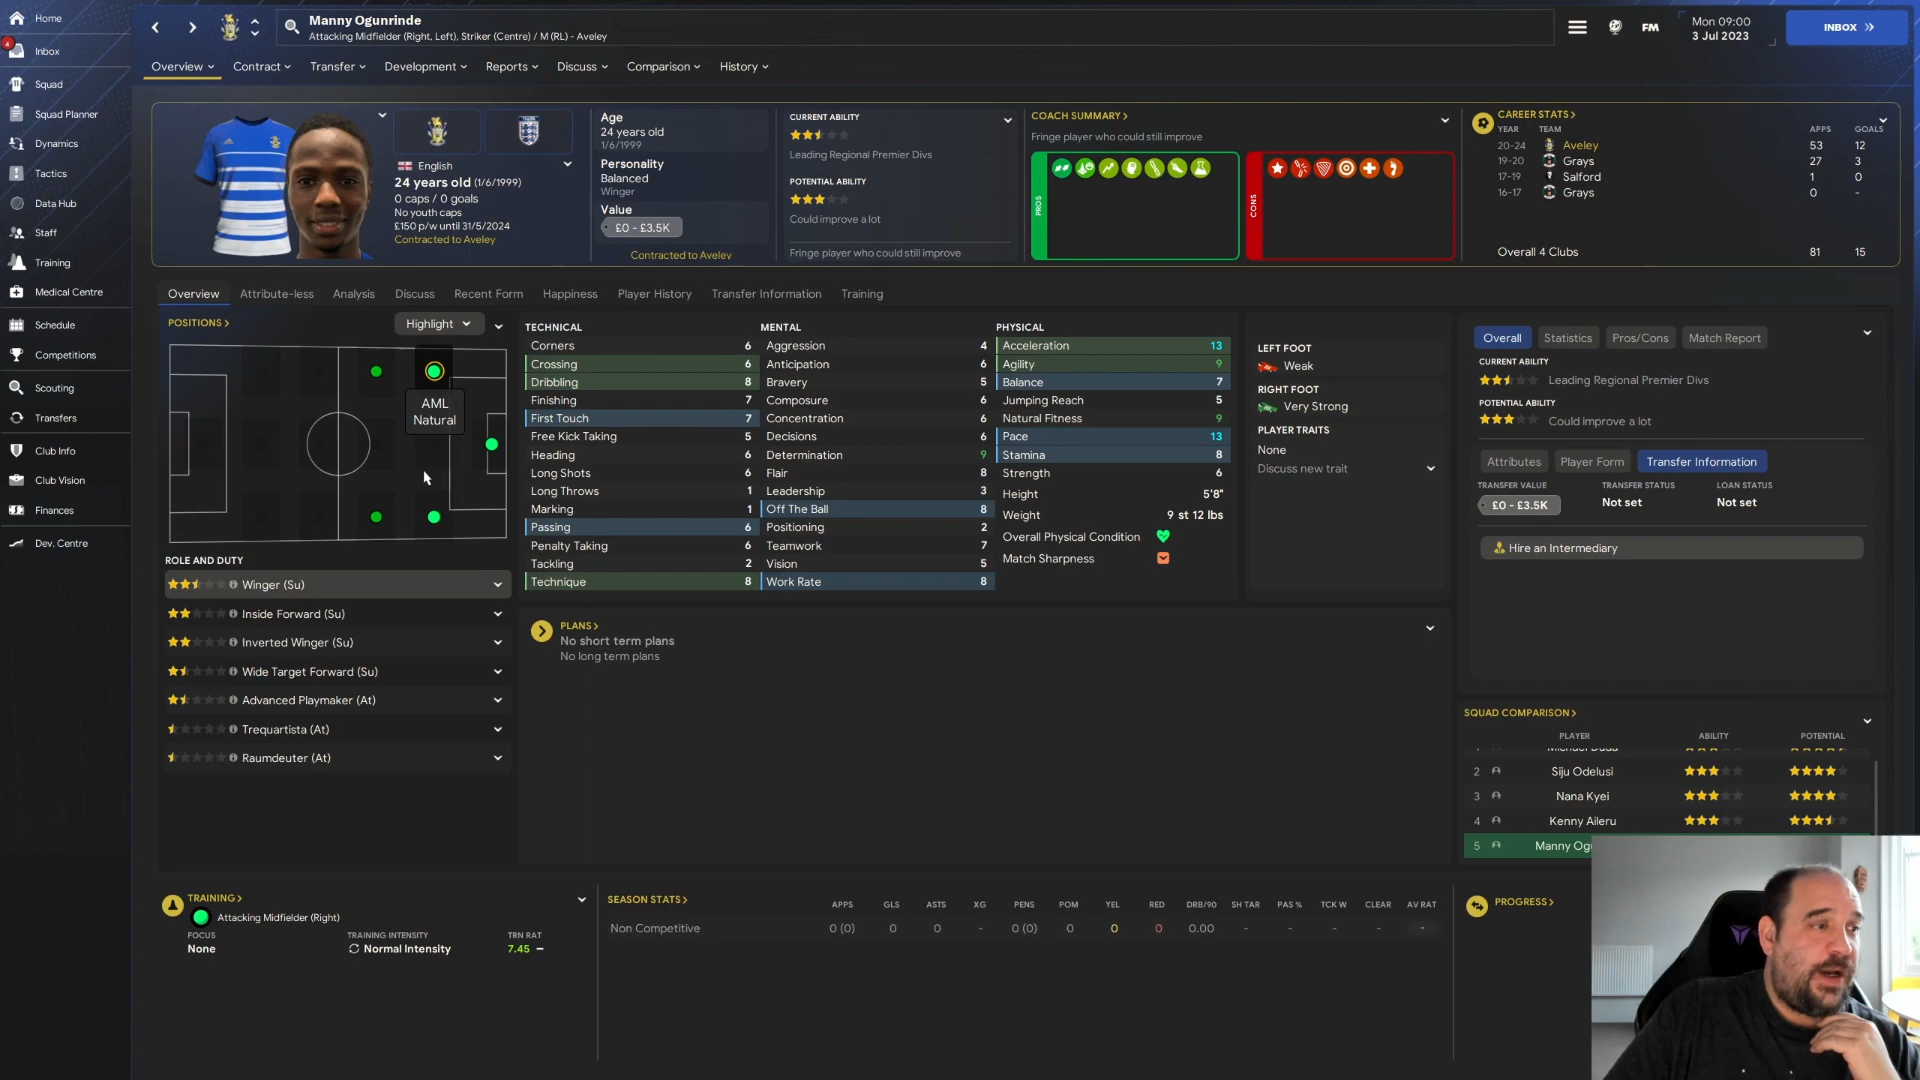 Home
4
Inbox
Squad
Squad Planner
Dynamics
Tactics
Data Hub
Staff
Training
Medical Centre
Schedule
Competitions
Scouting
Transfers
Club Info
Club Vision
Finances
Dev. Centre
Manny Ogunrinde
Attacking Midfielder (Right, Left), Striker (Centre) / M (RL) - Aveley
FM
Mon 09:00
3 Jul 2023
INBOX
Overview Contract Transfer Development Reports Discuss Comparison History
English
24 years old (1/6/1999)
0 caps / 0 goals
No youth caps
£150 p/w until 31/5/2024
Contracted to Aveley
Age
24 years old
1/6/1999
Personality
Balanced
Winger
Value
£0 - £3.5K
Contracted to Aveley
CURRENT ABILITY
Leading Regional Premier Divs
POTENTIAL ABILITY
Could improve a lot
Fringe player who could still improve
COACH SUMMARY >
Fringe player who could still improve
PROS
CONS
CAREER STATS >
YEAR TEAM APPS GOALS
20-24 Aveley 53 12
19-20 Grays 27 3
17-19 Salford 1 0
16-17 Grays 0 -
Overall 4 Clubs 81 15
Overview Attribute-less Analysis Discuss Recent Form Happiness Player History Transfer Information Training
POSITIONS >
Highlight
AML
Natural
ROLE AND DUTY
Winger (Su)
Inside Forward (Su)
Inverted Winger (Su)
Wide Target Forward (Su)
Advanced Playmaker (At)
Trequartista (At)
Raumdeuter (At)
TECHNICAL
Corners 6
Crossing 8
Dribbling 8
Finishing 7
First Touch 7
Free Kick Taking 5
Heading 6
Long Shots 6
Long Throws 1
Marking 1
Passing 6
Penalty Taking 6
Tackling 2
Technique 8
MENTAL
Aggression 4
Anticipation 6
Bravery 5
Composure 6
Concentration 6
Decisions 6
Determination 9
Flair 8
Leadership 3
Off The Ball 8
Positioning 2
Teamwork 7
Vision 5
Work Rate 8
PHYSICAL
Acceleration 13
Agility 9
Balance 7
Jumping Reach 5
Natural Fitness 9
Pace 13
Stamina 8
Strength 6
Height 5'8"
Weight 9 st 12 lbs
Overall Physical Condition
Match Sharpness
LEFT FOOT
Weak
RIGHT FOOT
Very Strong
PLAYER TRAITS
None
Discuss new trait
PLANS >
No short term plans
No long term plans
Overall Statistics Pros/Cons Match Report
CURRENT ABILITY
Leading Regional Premier Divs
POTENTIAL ABILITY
Could improve a lot
Attributes Player Form Transfer Information
TRANSFER VALUE TRANSFER STATUS LOAN STATUS
£0 - £3.5K Not set Not set
Hire an Intermediary
SQUAD COMPARISON >
PLAYER ABILITY POTENTIAL
2 Siju Odelusi
3 Nana Kyei
4 Kenny Aileru
5 Manny Og
TRAINING >
Attacking Midfielder (Right)
FOCUS TRAINING INTENSITY TRN RAT
None Normal Intensity 7.45 –
SEASON STATS > APPS GLS ASTS XG PENS POM YEL RED DRB/90 SH TAR PAS % TCK W CLEAR AV RAT
Non Competitive 0 (0) 0 0 - 0 (0) 0 0 0 0.00 - - - - -
PROGRESS >